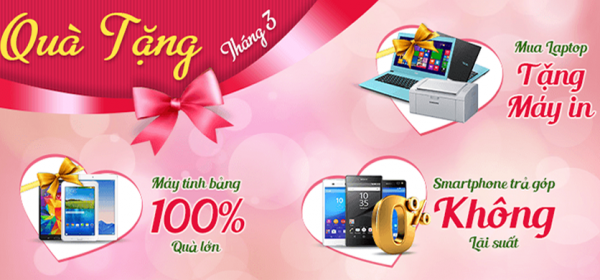 Quà Tặng
Tháng 3
Mua Laptop
Tặng
Máy in
Máy tính bảng
100%
Quà lớn
Smartphone trả góp
0%
Không
Lãi suất